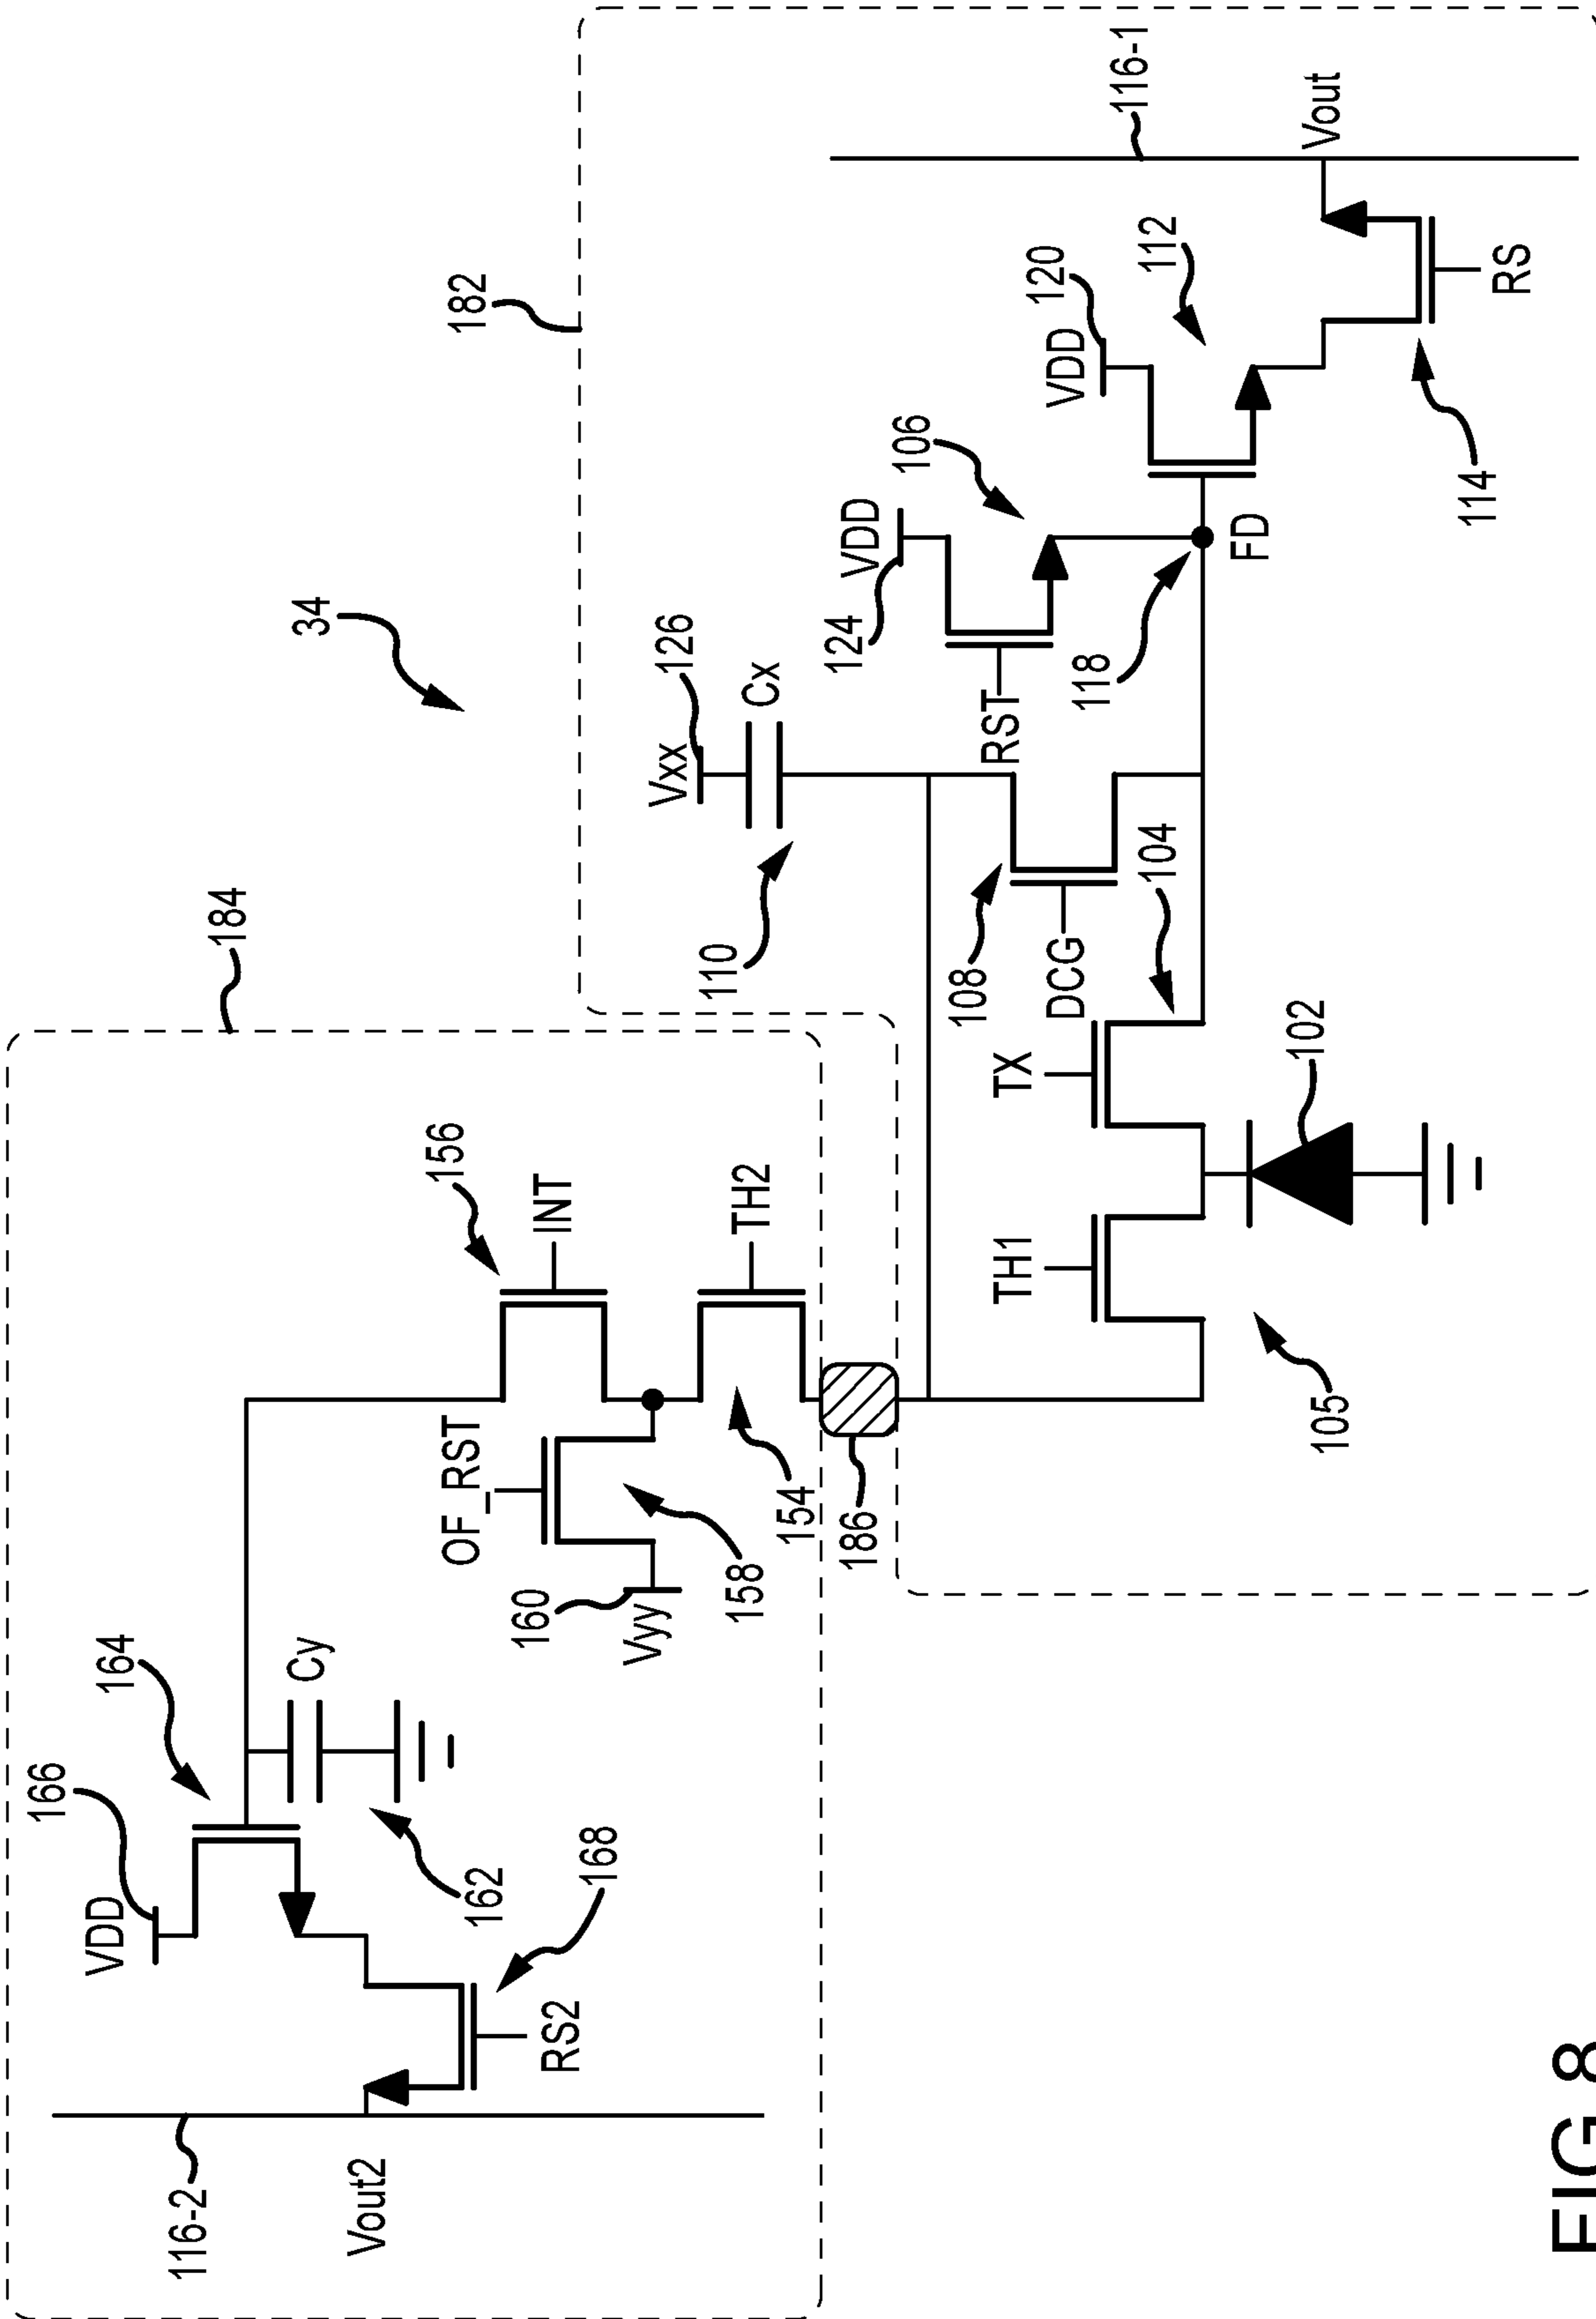 184
182
34
116-2
Vout2
166
VDD
164
Cy
162
168
RS2
156
INT
OF_RST
TH2
160
Vyy
158
154
186
Vxx
126
Cx
110
VDD
124
106
RST
VDD
120
112
116-1
Vout
118
FD
108
DCG
104
TX
TH1
102
105
114
RS
FIG.8